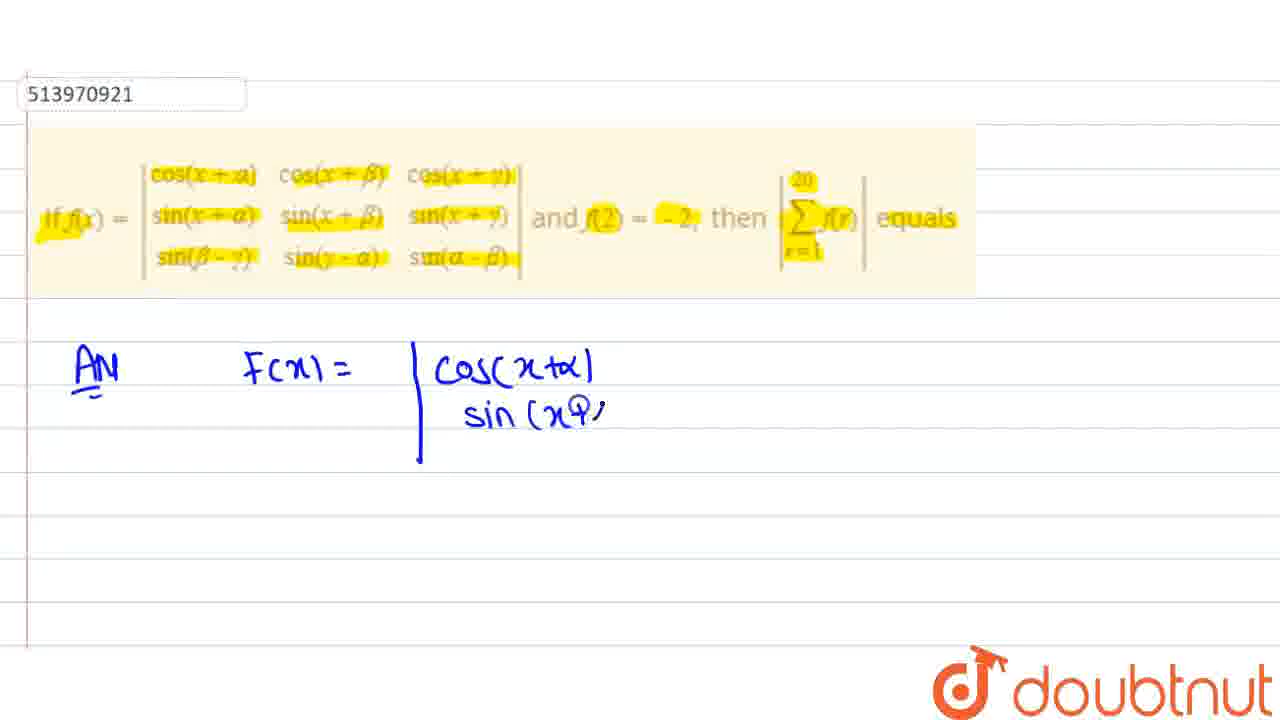 513970921
If f(x) = | cos(x + α) cos(x + β) cos(x + γ) |
| sin(x + α) sin(x + β) sin(x + γ) | and f(2) = - 2, then | 20 ∑ r=1 f(r) | equals
| sin(β - γ) sin(γ - α) sin(α - β) |
F(x) = | cos(x+α)
sin (x+
doubtnut